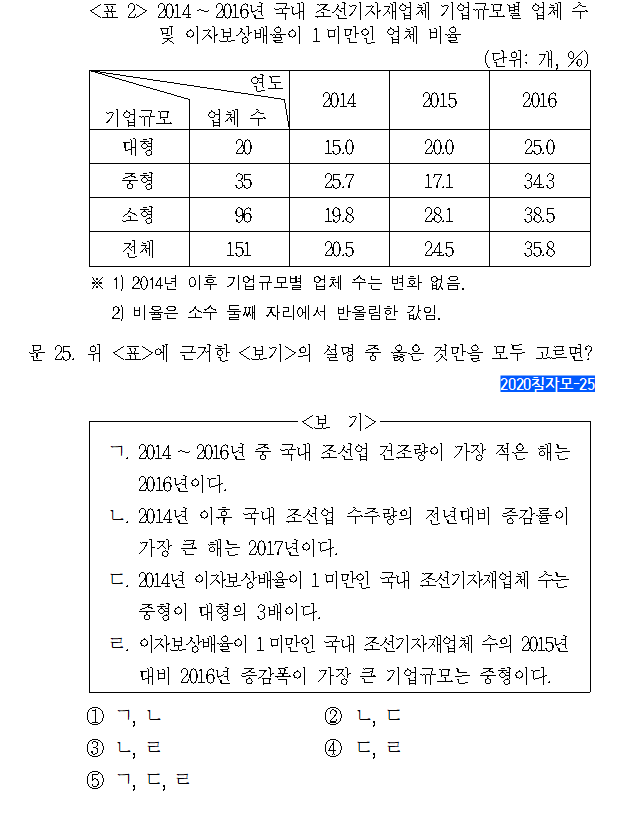 <표 2> 2014 ~ 2016년 국내 조선기자재업체 기업규모별 업체 수
및 이자보상배율이 1 미만인 업체 비율
(단위: 개, %)
연도
기업규모 업체 수 2014 2015 2016
대형 20 15.0 20.0 25.0
중형 35 25.7 17.1 34.3
소형 96 19.8 28.1 38.5
전체 151 20.5 24.5 35.8
※ 1) 2014년 이후 기업규모별 업체 수는 변화 없음.
2) 비율은 소수 둘째 자리에서 반올림한 값임.
문 25. 위 <표>에 근거한 <보기>의 설명 중 옳은 것만을 모두 고르면?
2020침자모-25
<보 기>
ㄱ. 2014 ~ 2016년 중 국내 조선업 건조량이 가장 적은 해는
2016년이다.
ㄴ. 2014년 이후 국내 조선업 수주량의 전년대비 증감률이
가장 큰 해는 2017년이다.
ㄷ. 2014년 이자보상배율이 1 미만인 국내 조선기자재업체 수는
중형이 대형의 3배이다.
ㄹ. 이자보상배율이 1 미만인 국내 조선기자재업체 수의 2015년
대비 2016년 증감폭이 가장 큰 기업규모는 중형이다.
① ㄱ, ㄴ ② ㄴ, ㄷ
③ ㄴ, ㄹ ④ ㄷ, ㄹ
⑤ ㄱ, ㄷ, ㄹ